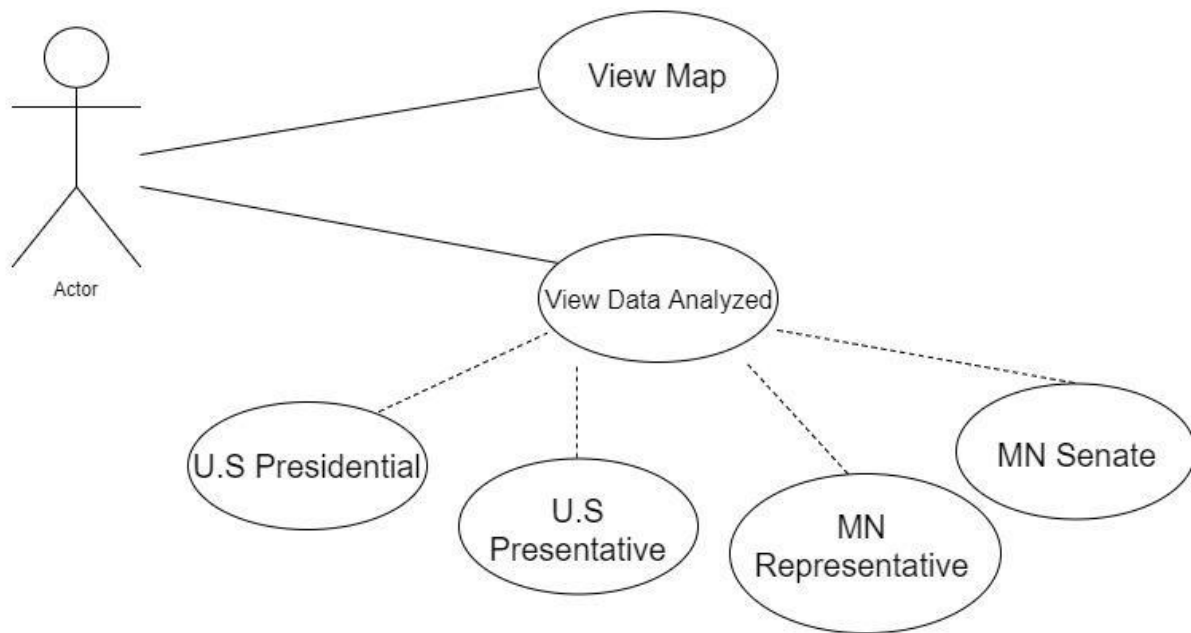 View Map
Actor
View Data Analyzed
U.S Presidential
U.S
Presentative
MN
Representative
MN Senate